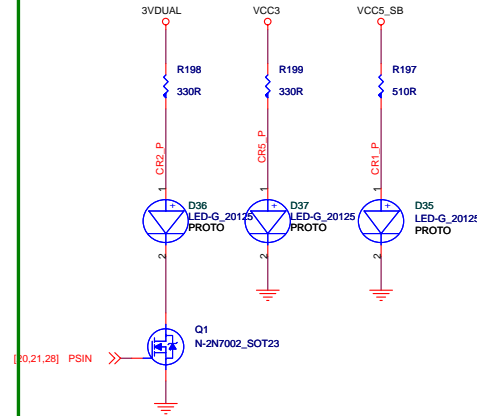 3VDUAL VCC3 VCC5_SB
R198 R199 R197
330R 330R 510R
CR2_P CR5_P CR1_P
1 1 1
D36 D37 D35
LED-G_20125 LED-G_20125 LED-G_20125
PROTO PROTO PROTO
2 2 2
Q1
N-2N7002_SOT23
[20,21,28] PSIN